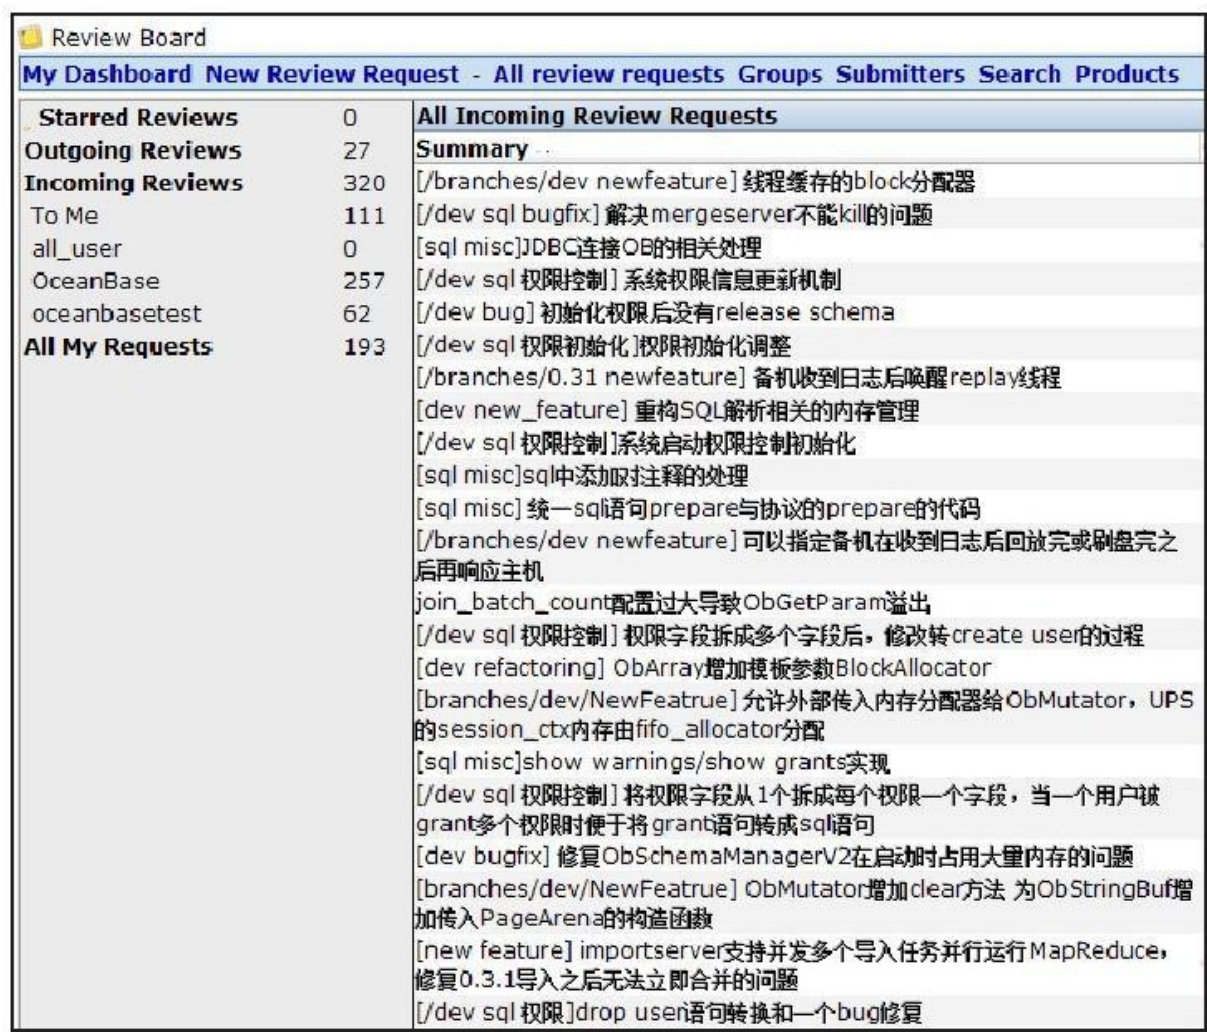 Review Board
My Dashboard New Review Request - All review requests Groups Submitters Search Products
Starred Reviews 0
Outgoing Reviews 27
Incoming Reviews 320
To Me 111
all_user 0
OceanBase 257
oceanbasetest 62
All My Requests 193
All Incoming Review Requests
Summary
[/branches/dev newfeature] 线程缓存的block分配器
[/dev sql bugfix] 解决mergeserver不能kill的问题
[sql misc]JDBC连接OB的相关处理
[/dev sql 权限控制] 系统权限信息更新机制
[/dev bug] 初始化权限后没有release schema
[/dev sql 权限初始化]权限初始化调整
[/branches/0.31 newfeature] 备机收到日志后唤醒replay线程
[dev new_feature] 重构SQL解析相关的内存管理
[/dev sql 权限控制]系统启动权限控制初始化
[sql misc]sql中添加对注释的处理
[sql misc] 统一sql语句prepare与协议的prepare的代码
[/branches/dev newfeature] 可以指定备机在收到日志后回放完或刷盘完之
后再响应主机
join_batch_count配置过大导致ObGetParam溢出
[/dev sql 权限控制] 权限字段拆成多个字段后，修改转create user的过程
[dev refactoring] ObArray增加模板参数BlockAllocator
[branches/dev/NewFeatrue] 允许外部传入内存分配器给ObMutator，UPS
的session_ctx内存由fifo_allocator分配
[sql misc]show warnings/show grants实现
[/dev sql 权限控制] 将权限字段从1个拆成每个权限一个字段，当一个用户被
grant多个权限时便于将grant语句转成sql语句
[dev bugfix] 修复ObSchemaManagerV2在启动时占用大量内存的问题
[branches/dev/NewFeatrue] ObMutator增加clear方法 为ObStringBuf增
加传入PageArena的构造函数
[new feature] importserver支持并发多个导入任务并行运行MapReduce，
修复0.3.1导入之后无法立即合并的问题
[/dev sql 权限]drop user语句转换和一个bug修复